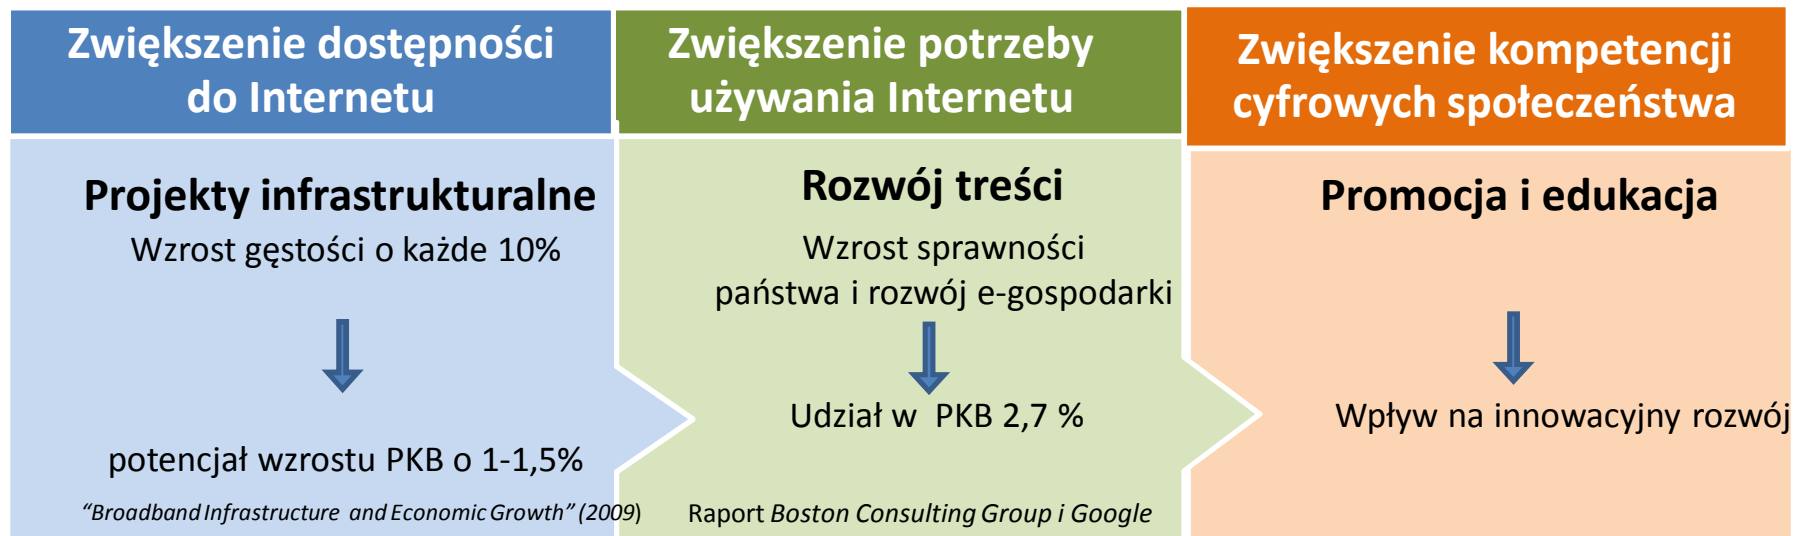 Zwiększenie dostępności
do Internetu
Projekty infrastrukturalne
Wzrost gęstości o każde 10%
potencjał wzrostu PKB o 1-1,5%
“Broadband Infrastructure and Economic Growth” (2009)
Zwiększenie potrzeby
używania Internetu
Rozwój treści
Wzrost sprawności
państwa i rozwój e-gospodarki
Udział w PKB 2,7 %
Raport Boston Consulting Group i Google
Zwiększenie kompetencji
cyfrowych społeczeństwa
Promocja i edukacja
Wpływ na innowacyjny rozwój